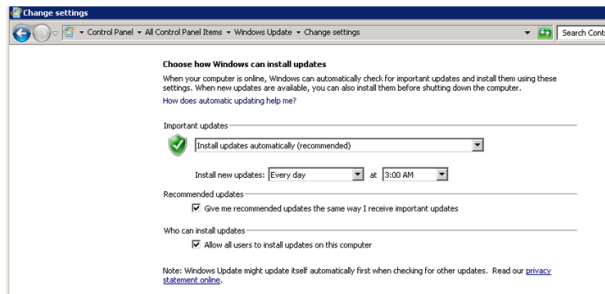 Change settings
Control Panel ▾ All Control Panel Items ▾ Windows Update ▾ Change settings
Search Cont
Choose how Windows can install updates
When your computer is online, Windows can automatically check for important updates and install them using these
settings. When new updates are available, you can also install them before shutting down the computer.
How does automatic updating help me?
Important updates
Install updates automatically (recommended)
Install new updates: Every day at 3:00 AM
Recommended updates
Give me recommended updates the same way I receive important updates
Who can install updates
Allow all users to install updates on this computer
Note: Windows Update might update itself automatically first when checking for other updates. Read our privacy
statement online.